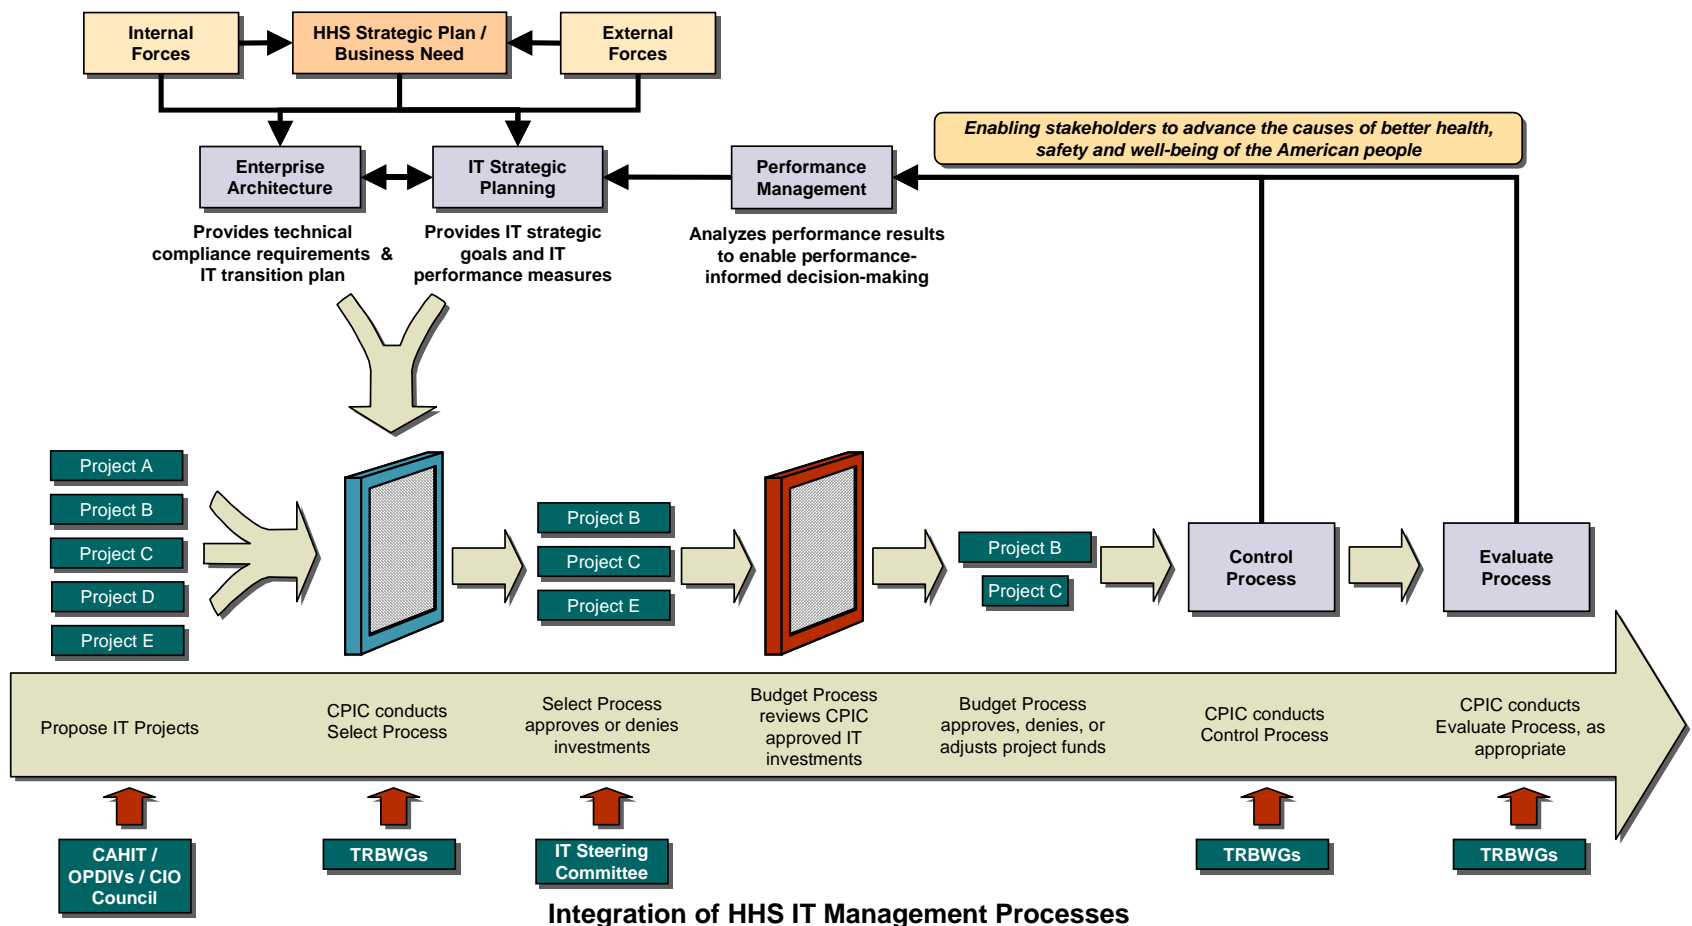 Internal
Forces
HHS Strategic Plan /
Business Need
External
Forces
Enabling stakeholders to advance the causes of better health,
safety and well-being of the American people
Enterprise
Architecture
IT Strategic
Planning
Performance
Management
Provides technical
compliance requirements &
IT transition plan
Provides IT strategic
goals and IT
performance measures
Analyzes performance results
to enable performance-
informed decision-making
Project A
Project B
Project C
Project D
Project E
Project B
Project C
Project E
Project B
Project C
Control
Process
Evaluate
Process
Propose IT Projects
CPIC conducts
Select Process
Select Process
approves or denies
investments
Budget Process
reviews CPIC
approved IT
investments
Budget Process
approves, denies, or
adjusts project funds
CPIC conducts
Control Process
CPIC conducts
Evaluate Process, as
appropriate
CAHIT /
OPDIVs / CIO
Council
TRBWGs
IT Steering
Committee
TRBWGs
TRBWGs
Integration of HHS IT Management Processes